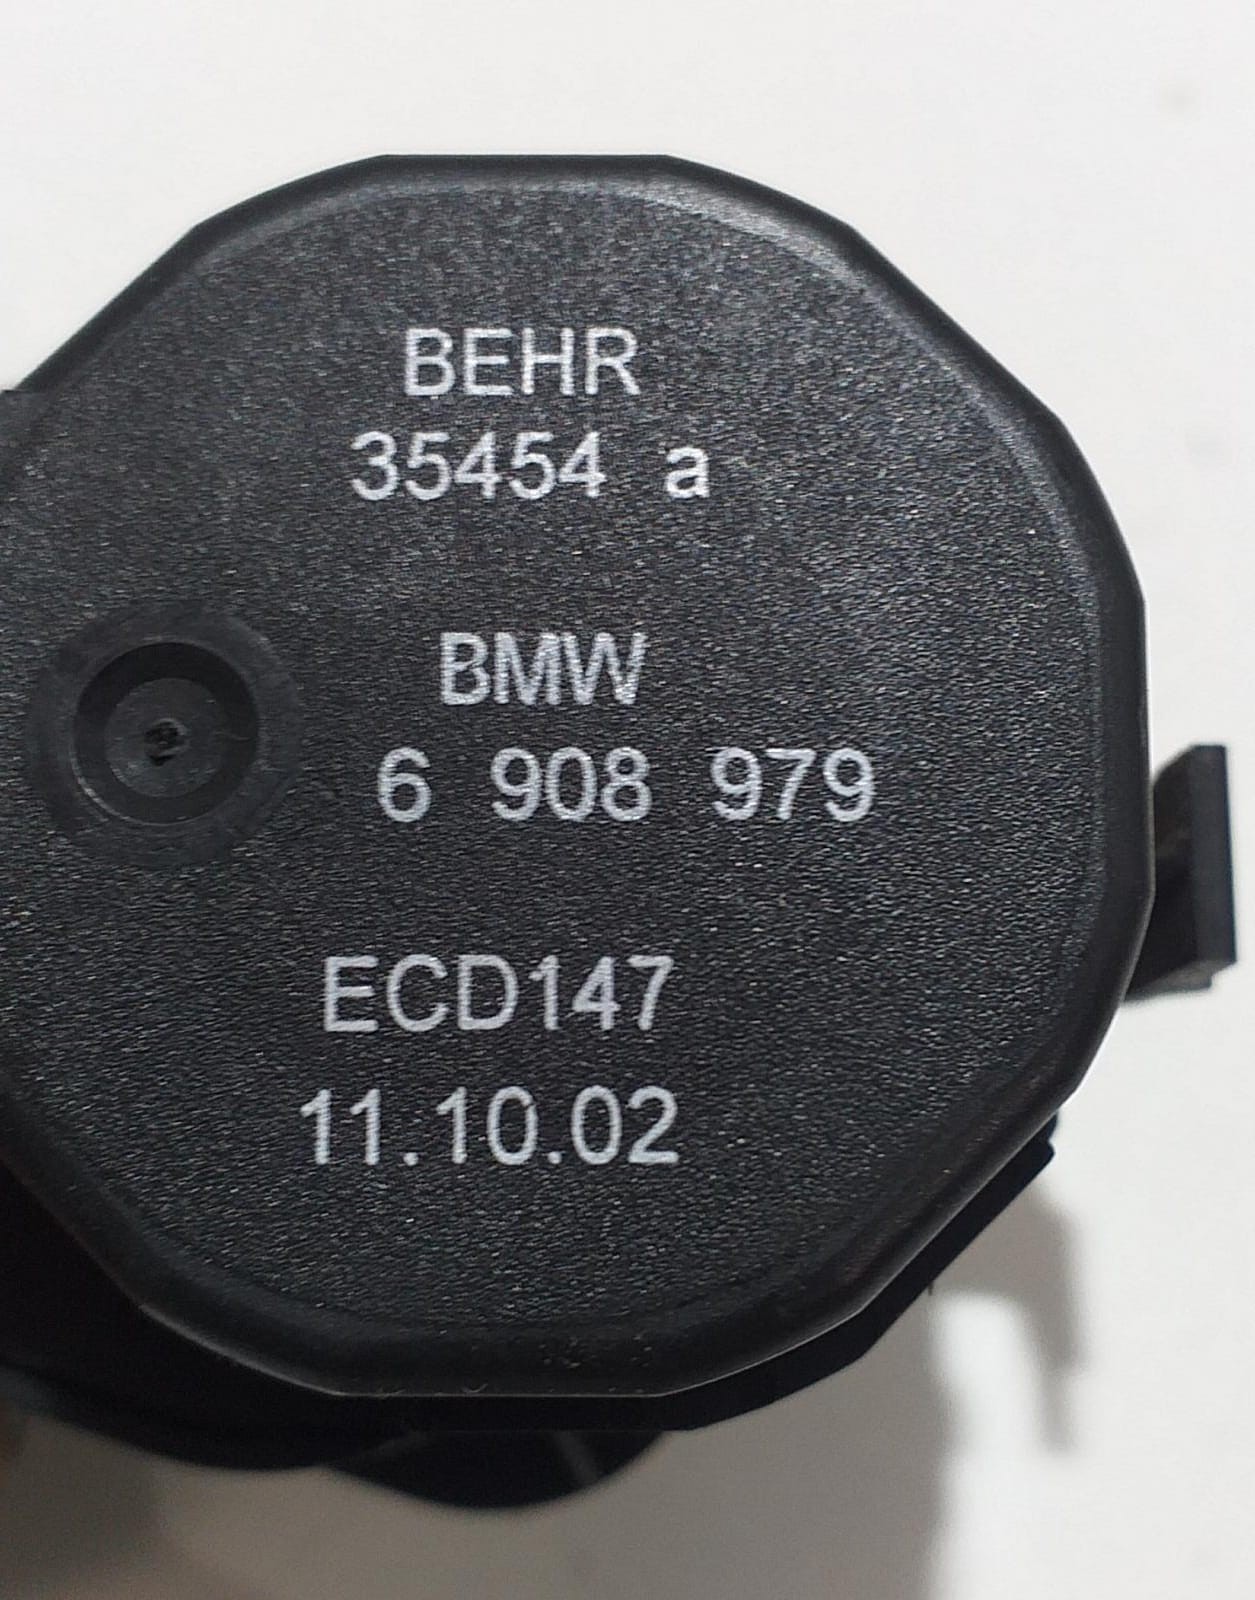 BEHR
35454 a
BMW
6 908 979
ECD147
11.10.02